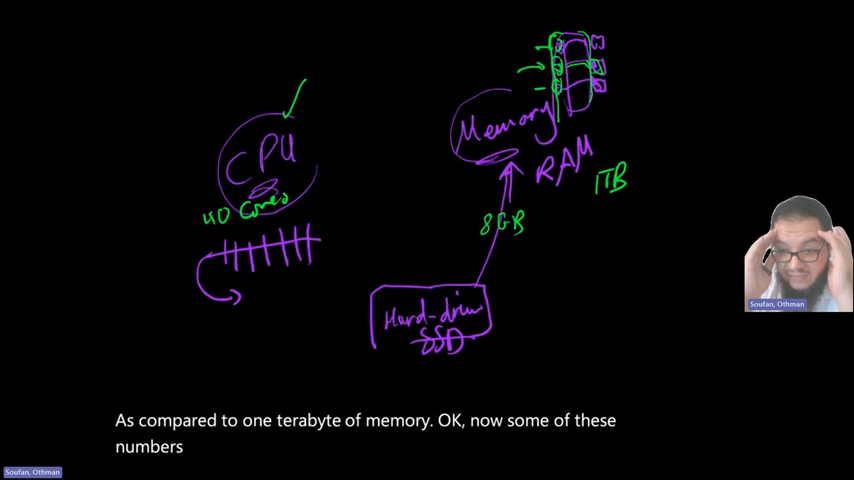 CPU
40 Cores
Memory
RAM
1TB
8GB
Hard-drive
SSD
Soufan, Othman
As compared to one terabyte of memory. OK, now some of these
numbers
Soufan, Othman